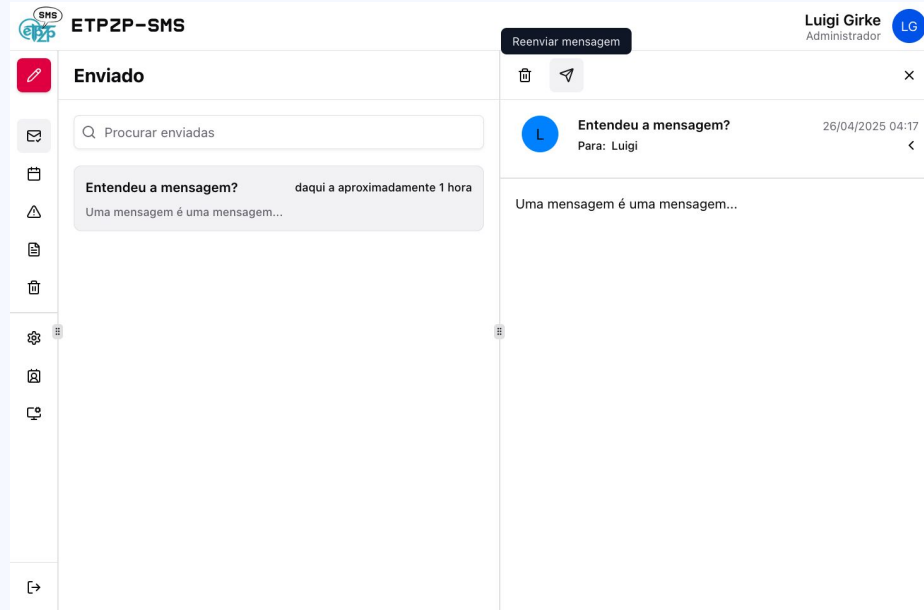 SMS
etpzp
ETPZP-SMS
Luigi Girke
Administrador
LG
Reenviar mensagem
Enviado
Procurar enviadas
Entendeu a mensagem?
daqui a aproximadamente 1 hora
Uma mensagem é uma mensagem...
L
Entendeu a mensagem?
26/04/2025 04:17
Para: Luigi
Uma mensagem é uma mensagem...